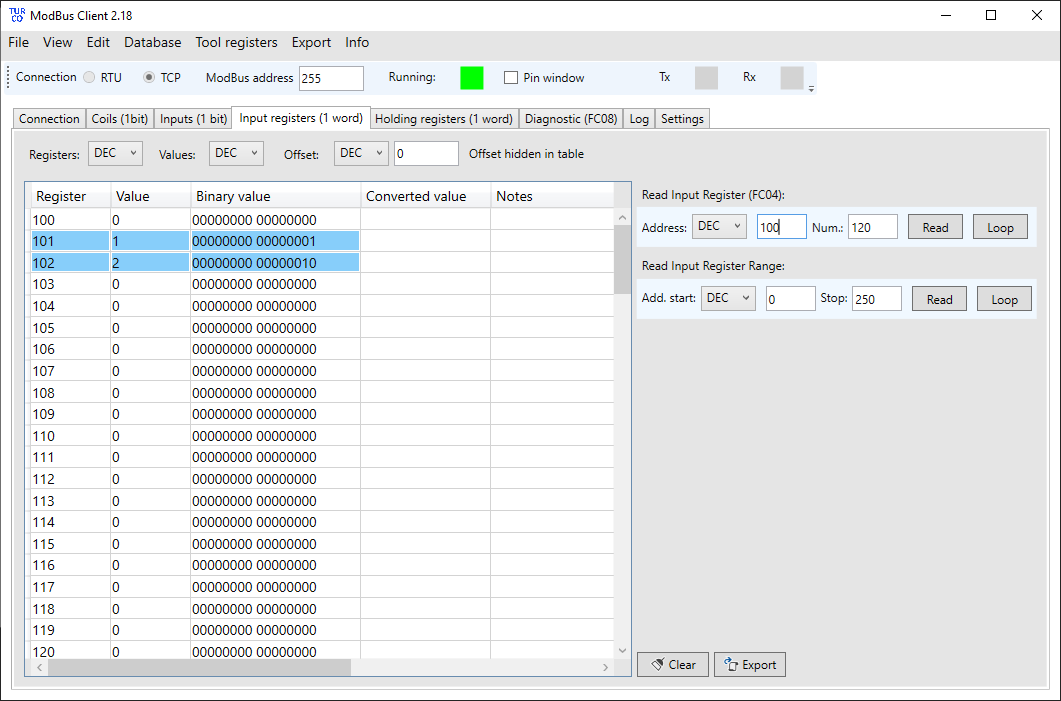 TUR CO ModBus Client 2.18
File View Edit Database Tool registers Export Info
Connection RTU TCP ModBus address 255 Running: Pin window Tx Rx
Connection Coils (1bit) Inputs (1 bit) Input registers (1 word) Holding registers (1 word) Diagnostic (FC08) Log Settings
Registers: DEC Values: DEC Offset: DEC 0 Offset hidden in table
Register Value Binary value Converted value Notes
100 0 00000000 00000000
101 1 00000000 00000001
102 2 00000000 00000010
103 0 00000000 00000000
104 0 00000000 00000000
105 0 00000000 00000000
106 0 00000000 00000000
107 0 00000000 00000000
108 0 00000000 00000000
109 0 00000000 00000000
110 0 00000000 00000000
111 0 00000000 00000000
112 0 00000000 00000000
113 0 00000000 00000000
114 0 00000000 00000000
115 0 00000000 00000000
116 0 00000000 00000000
117 0 00000000 00000000
118 0 00000000 00000000
119 0 00000000 00000000
120 0 00000000 00000000
Read Input Register (FC04):
Address: DEC 100 Num.: 120 Read Loop
Read Input Register Range:
Add. start: DEC 0 Stop: 250 Read Loop
Clear Export